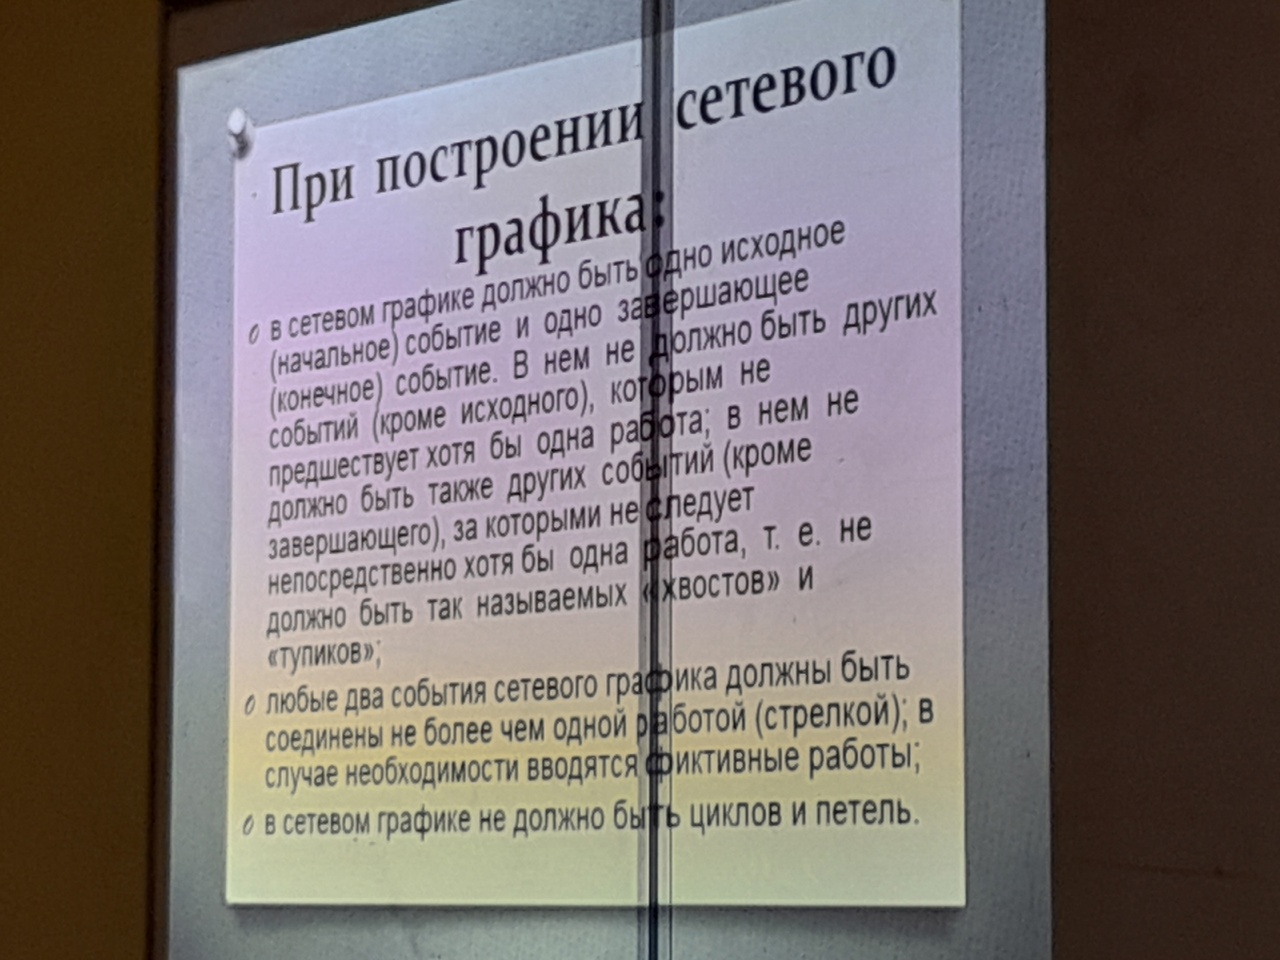 При построении сетевого
графика:
в сетевом графике должно быть одно исходное
(начальное) событие и одно завершающее
(конечное) событие. В нем не должно быть других
событий (кроме исходного), которым не
предшествует хотя бы одна работа; в нем не
должно быть также других событий (кроме
завершающего), за которыми не следует
непосредственно хотя бы одна работа, т. е. не
должно быть так называемых «хвостов» и
«тупиков»;
любые два события сетевого графика должны быть
соединены не более чем одной работой (стрелкой); в
случае необходимости вводятся фиктивные работы;
в сетевом графике не должно быть циклов и петель.